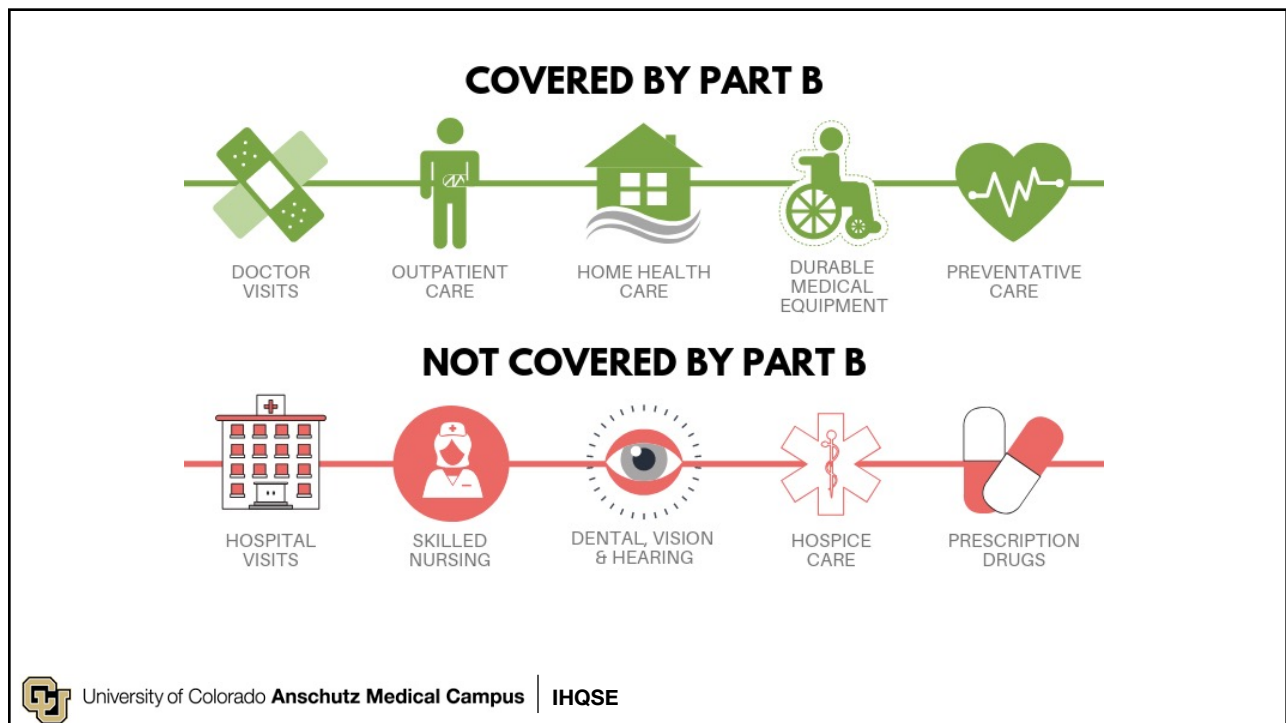 COVERED BY PART B
DOCTOR
VISITS
OUTPATIENT
CARE
HOME HEALTH
CARE
DURABLE
MEDICAL
EQUIPMENT
PREVENTATIVE
CARE
NOT COVERED BY PART B
HOSPITAL
VISITS
SKILLED
NURSING
DENTAL, VISION
& HEARING
HOSPICE
CARE
PRESCRIPTION
DRUGS
CU University of Colorado Anschutz Medical Campus | IHQSE